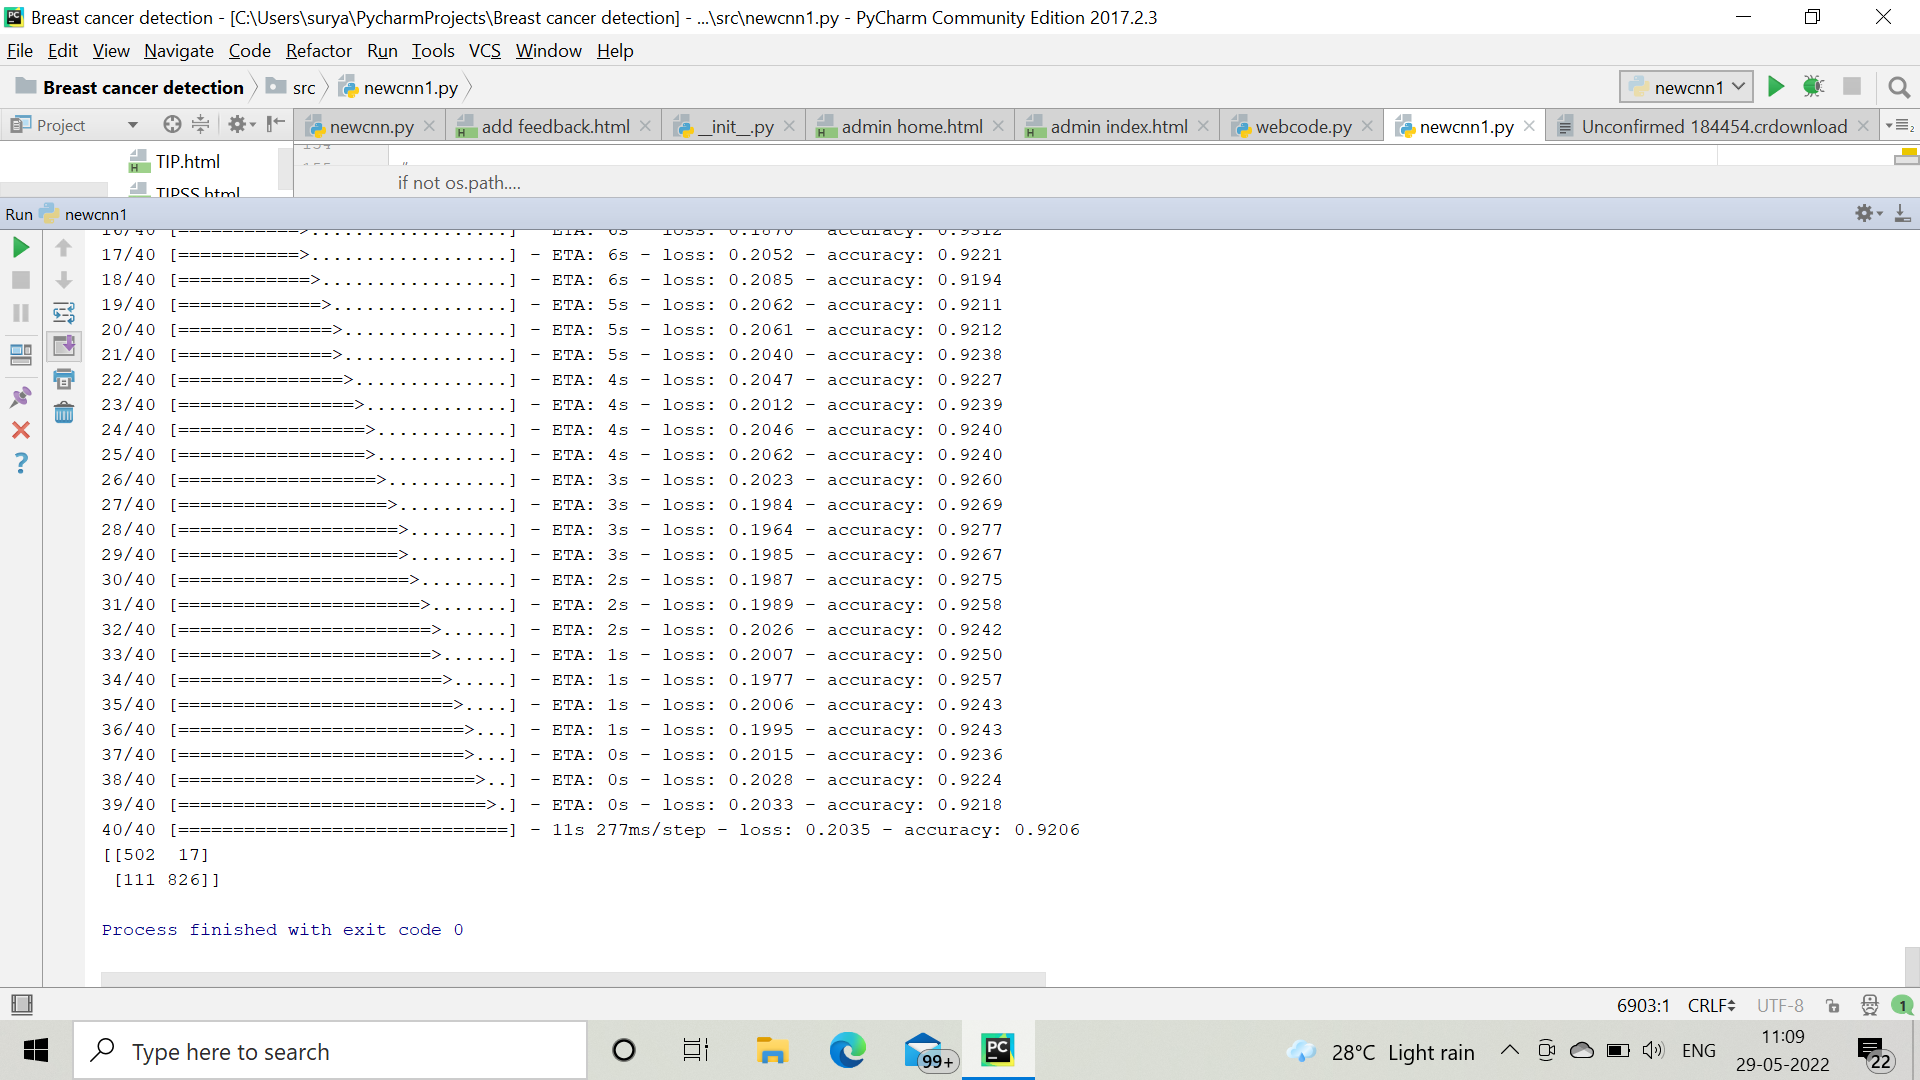 Breast cancer detection - [C:\Users\surya\PycharmProjects\Breast cancer detection] - ...\src\newcnn1.py - PyCharm Community Edition 2017.2.3
File Edit View Navigate Code Refactor Run Tools VCS Window Help
Breast cancer detection src newcnn1.py newcnn1
Project newcnn.py add feedback.html __init__.py admin home.html admin index.html webcode.py newcnn1.py Unconfirmed 184454.crdownload
TIP.html
if not os.path....
TIPSS.html
Run newcnn1
16/40 [===========>..................] - ETA: 6s - loss: 0.1870 - accuracy: 0.9312
17/40 [===========>..................] - ETA: 6s - loss: 0.2052 - accuracy: 0.9221
18/40 [============>.................] - ETA: 6s - loss: 0.2085 - accuracy: 0.9194
19/40 [=============>................] - ETA: 5s - loss: 0.2062 - accuracy: 0.9211
20/40 [==============>...............] - ETA: 5s - loss: 0.2061 - accuracy: 0.9212
21/40 [==============>...............] - ETA: 5s - loss: 0.2040 - accuracy: 0.9238
22/40 [===============>..............] - ETA: 4s - loss: 0.2047 - accuracy: 0.9227
23/40 [================>.............] - ETA: 4s - loss: 0.2012 - accuracy: 0.9239
24/40 [=================>............] - ETA: 4s - loss: 0.2046 - accuracy: 0.9240
25/40 [=================>............] - ETA: 4s - loss: 0.2062 - accuracy: 0.9240
26/40 [==================>...........] - ETA: 3s - loss: 0.2023 - accuracy: 0.9260
27/40 [===================>..........] - ETA: 3s - loss: 0.1984 - accuracy: 0.9269
28/40 [====================>.........] - ETA: 3s - loss: 0.1964 - accuracy: 0.9277
29/40 [====================>.........] - ETA: 3s - loss: 0.1985 - accuracy: 0.9267
30/40 [=====================>........] - ETA: 2s - loss: 0.1987 - accuracy: 0.9275
31/40 [======================>.......] - ETA: 2s - loss: 0.1989 - accuracy: 0.9258
32/40 [=======================>......] - ETA: 2s - loss: 0.2026 - accuracy: 0.9242
33/40 [=======================>......] - ETA: 1s - loss: 0.2007 - accuracy: 0.9250
34/40 [========================>.....] - ETA: 1s - loss: 0.1977 - accuracy: 0.9257
35/40 [=========================>....] - ETA: 1s - loss: 0.2006 - accuracy: 0.9243
36/40 [==========================>...] - ETA: 1s - loss: 0.1995 - accuracy: 0.9243
37/40 [==========================>...] - ETA: 0s - loss: 0.2015 - accuracy: 0.9236
38/40 [===========================>..] - ETA: 0s - loss: 0.2028 - accuracy: 0.9224
39/40 [============================>.] - ETA: 0s - loss: 0.2033 - accuracy: 0.9218
40/40 [==============================] - 11s 277ms/step - loss: 0.2035 - accuracy: 0.9206
[[502  17]
 [111 826]]
Process finished with exit code 0
6903:1 CRLF UTF-8 1
Type here to search 99+ 28°C Light rain ENG 11:09
29-05-2022 22